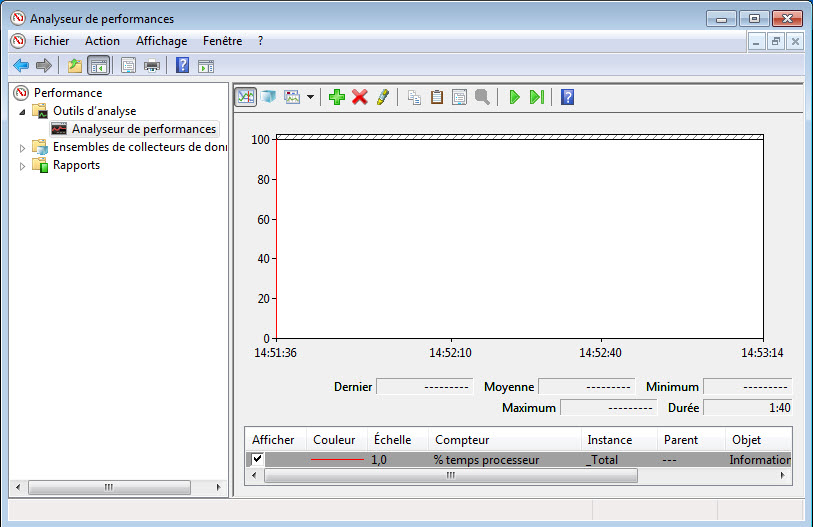 Analyseur de performances
Fichier Action Affichage Fenêtre ?
Performance
Outils d'analyse
Analyseur de performances
Ensembles de collecteurs de donn
Rapports
100
80
60
40
20
0
14:51:36 14:52:10 14:52:40 14:53:14
Dernier --------- Moyenne --------- Minimum ---------
Maximum --------- Durée 1:40
Afficher Couleur Échelle Compteur Instance Parent Objet
1,0 % temps processeur _Total --- Information